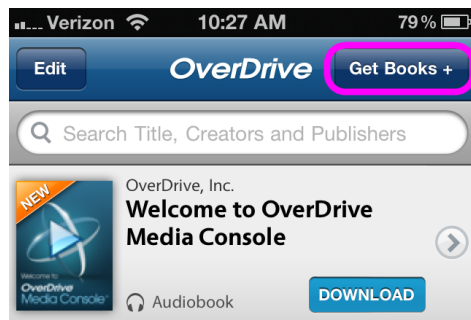 Verizon 10:27 AM 79%
Edit OverDrive Get Books +
Search Title, Creators and Publishers
NEW
OverDrive, Inc.
Welcome to OverDrive
Media Console
Welcome to
OverDrive
Media Console
Audiobook DOWNLOAD